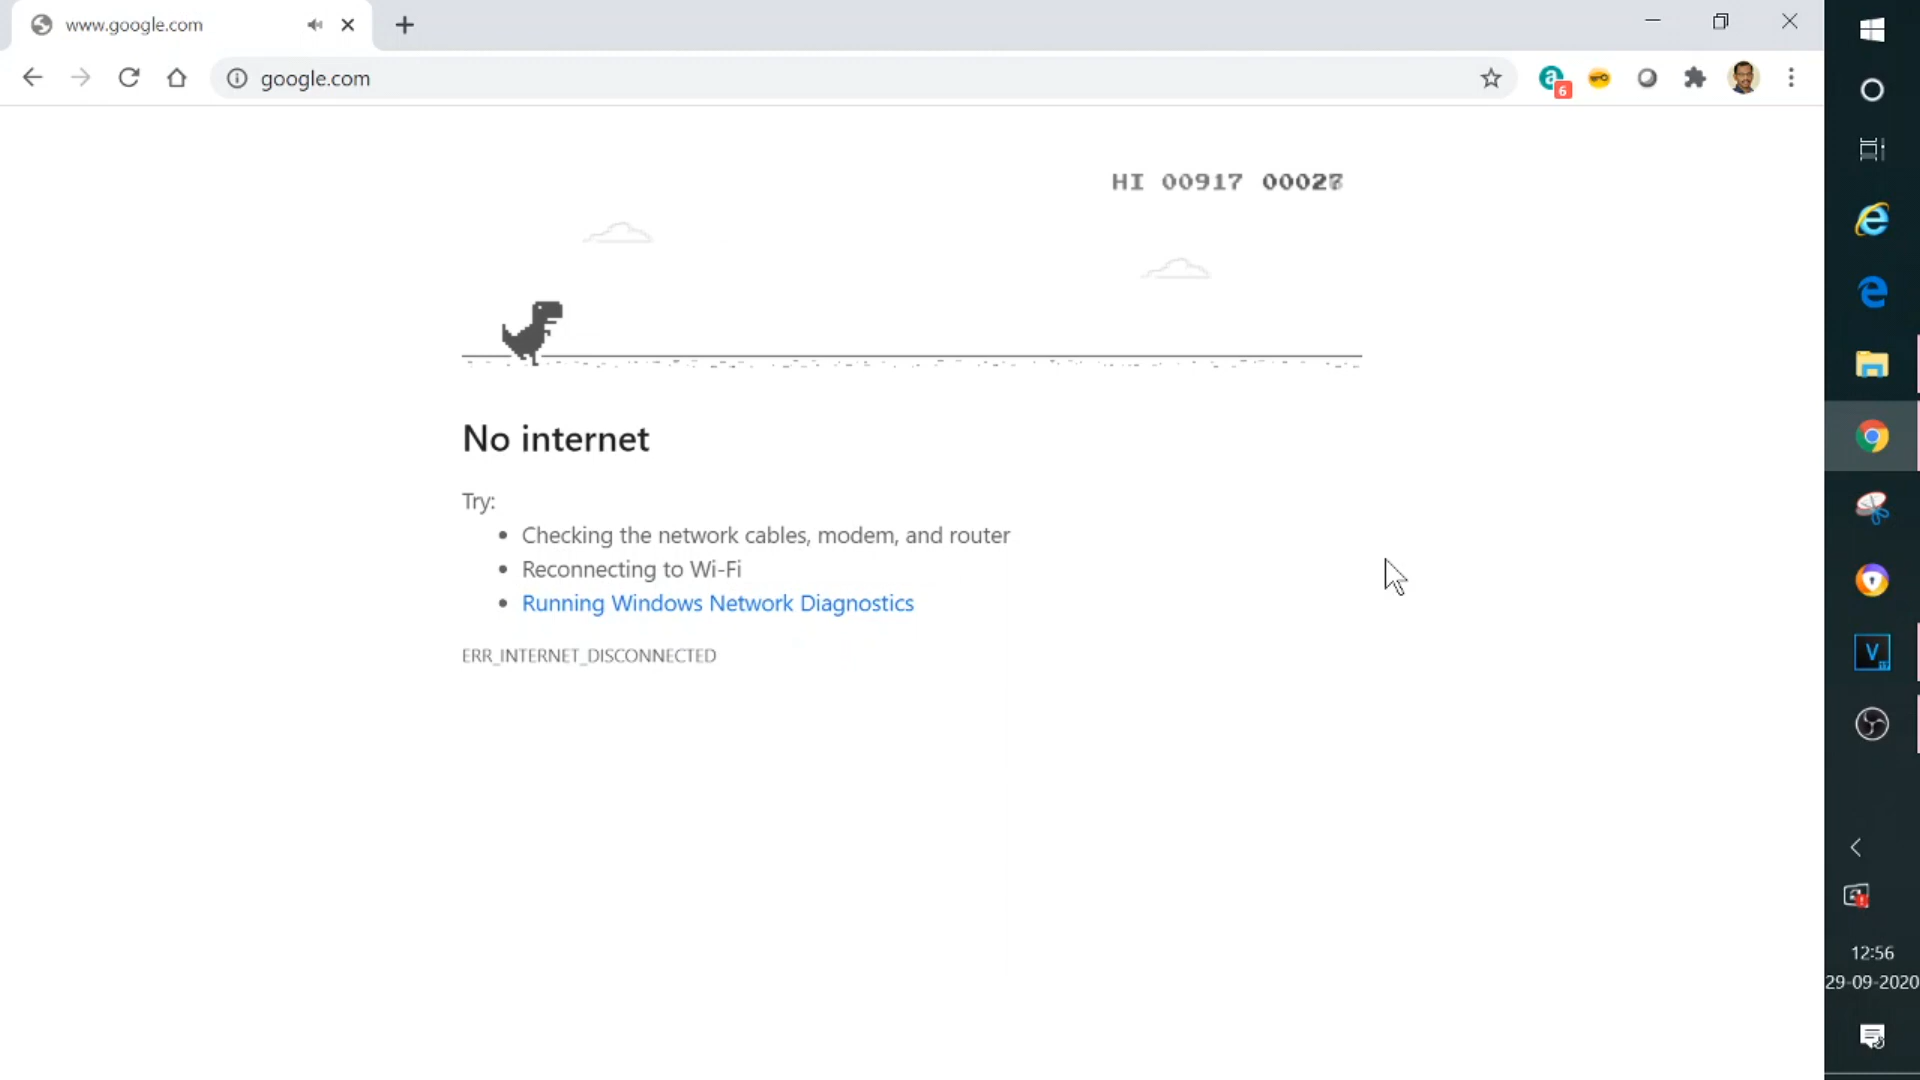 www.google.com
google.com
6
HI 00917
No internet
Try:
Checking the network cables, modem, and router
Reconnecting to Wi-Fi
Running Windows Network Diagnostics
ERR_INTERNET_DISCONNECTED
12:56
29-09-2020